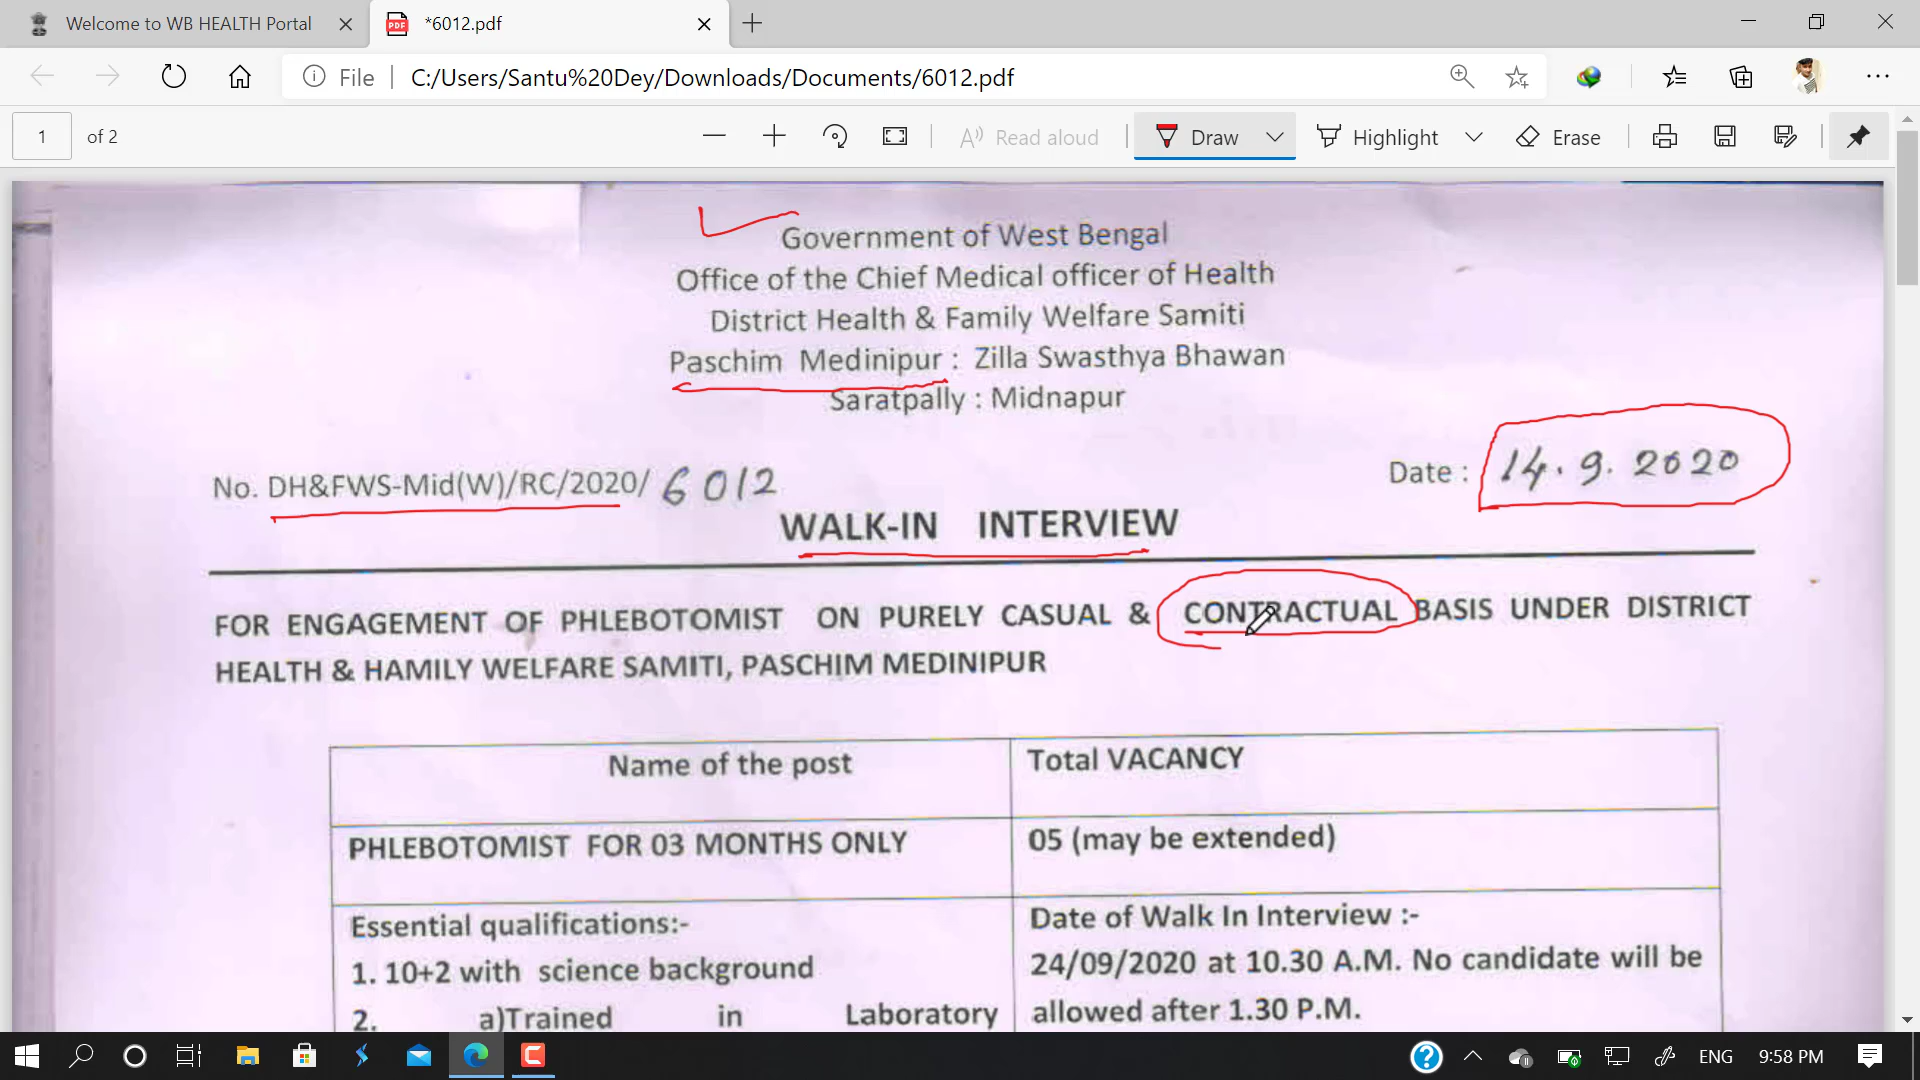 Welcome to WB HEALTH Portal
*6012.pdf
File
C:/Users/Santu%20Dey/Downloads/Documents/6012.pdf
1 of 2
Read aloud
Draw
Highlight
Erase
Government of West Bengal
Office of the Chief Medical officer of Health
District Health & Family Welfare Samiti
Paschim Medinipur : Zilla Swasthya Bhawan
Saratpally : Midnapur
No. DH&FWS-Mid(W)/RC/2020/ 6012
Date : 14.9.2020
WALK-IN INTERVIEW
FOR ENGAGEMENT OF PHLEBOTOMIST ON PURELY CASUAL & CONTRACTUAL BASIS UNDER DISTRICT
HEALTH & HAMILY WELFARE SAMITI, PASCHIM MEDINIPUR
Name of the post
Total VACANCY
PHLEBOTOMIST FOR 03 MONTHS ONLY
05 (may be extended)
Essential qualifications:-
1. 10+2 with science background
2. a)Trained in Laboratory
Date of Walk In Interview :-
24/09/2020 at 10.30 A.M. No candidate will be
allowed after 1.30 P.M.
ENG
9:58 PM